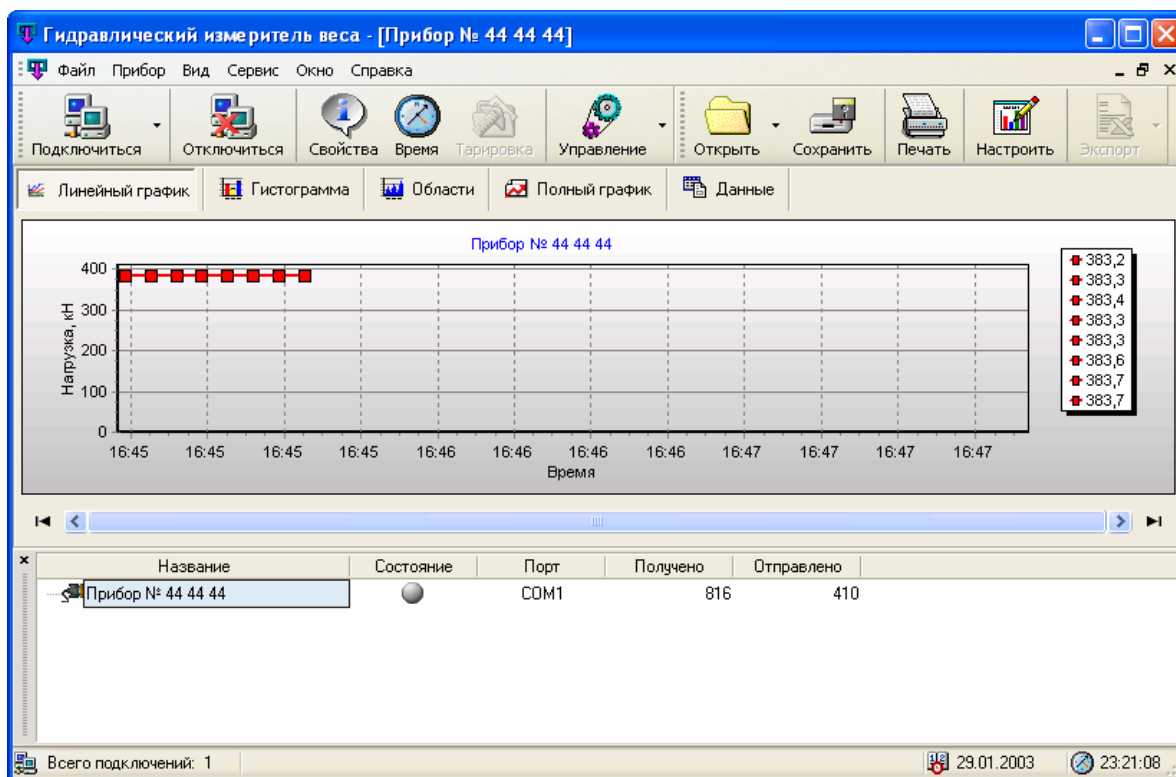 Гидравлический измеритель веса - [Прибор № 44 44 44]
Файл Прибор Вид Сервис Окно Справка
Подключиться Отключиться Свойства Время Тарировка Управление Открыть Сохранить Печать Настроить Экспорт
Линейный график Гистограмма Области Полный график Данные
Прибор № 44 44 44
Нагрузка, кН
400
300
200
100
0
16:45 16:45 16:45 16:45 16:46 16:46 16:46 16:46 16:47 16:47 16:47 16:47
Время
383,2
383,3
383,4
383,3
383,3
383,6
383,7
383,7
Название Состояние Порт Получено Отправлено
Прибор № 44 44 44 COM1 816 410
Всего подключений: 1 29.01.2003 23:21:08